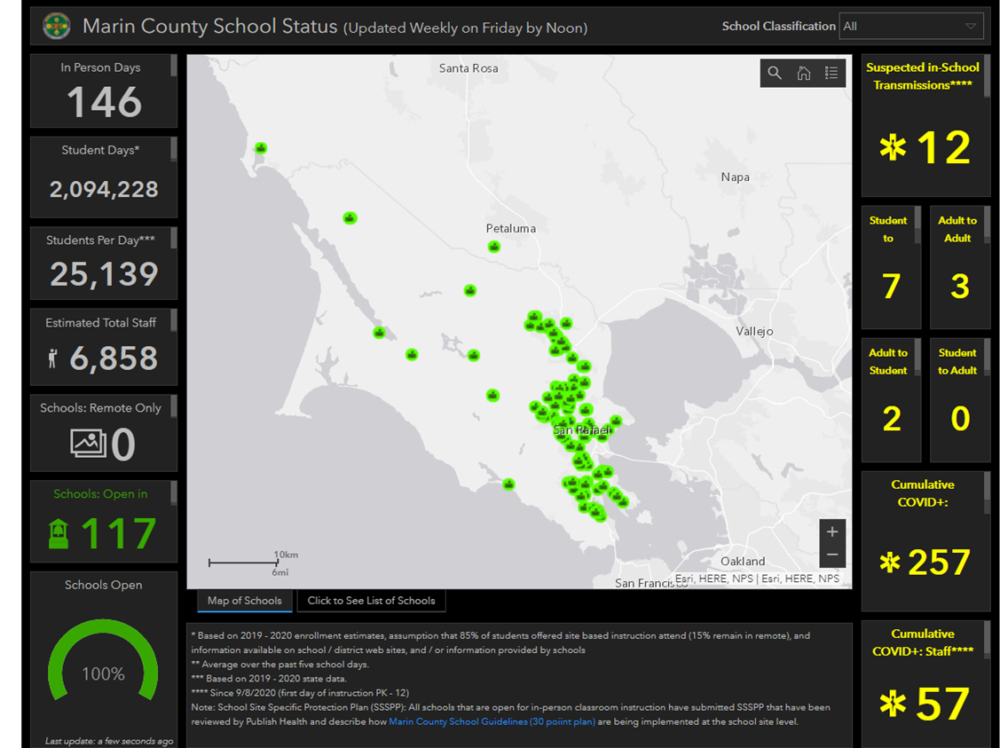 Marin County School Status (Updated Weekly on Friday by Noon)
School Classification All
In Person Days
146
Student Days*
2,094,228
Students Per Day***
25,139
Estimated Total Staff
6,858
Schools: Remote Only
0
Schools: Open in
117
Schools Open
100%
Last update: a few seconds ago
Santa Rosa
Napa
Petaluma
Vallejo
San Rafael
Oakland
San Francisco
10km
6mi
+
−
Esri, HERE, NPS | Esri, HERE, NPS
Map of Schools
Click to See List of Schools
* Based on 2019 - 2020 enrollment estimates, assumption that 85% of students offered site based instruction attend (15% remain in remote), and
information available on school / district web sites, and / or information provided by schools
** Average over the past five school days.
*** Based on 2019 - 2020 state data.
**** Since 9/8/2020 (first day of instruction PK - 12)
Note: School Site Specific Protection Plan (SSSPP): All schools that are open for in-person classroom instruction have submitted SSSPP that have been
reviewed by Publish Health and describe how Marin County School Guidelines (30 poiint plan) are being implemented at the school site level.
Suspected in-School
Transmissions****
12
Student
to
7
Adult to
Adult
3
Adult to
Student
2
Student
to Adult
0
Cumulative
COVID+:
257
Cumulative
COVID+: Staff****
57